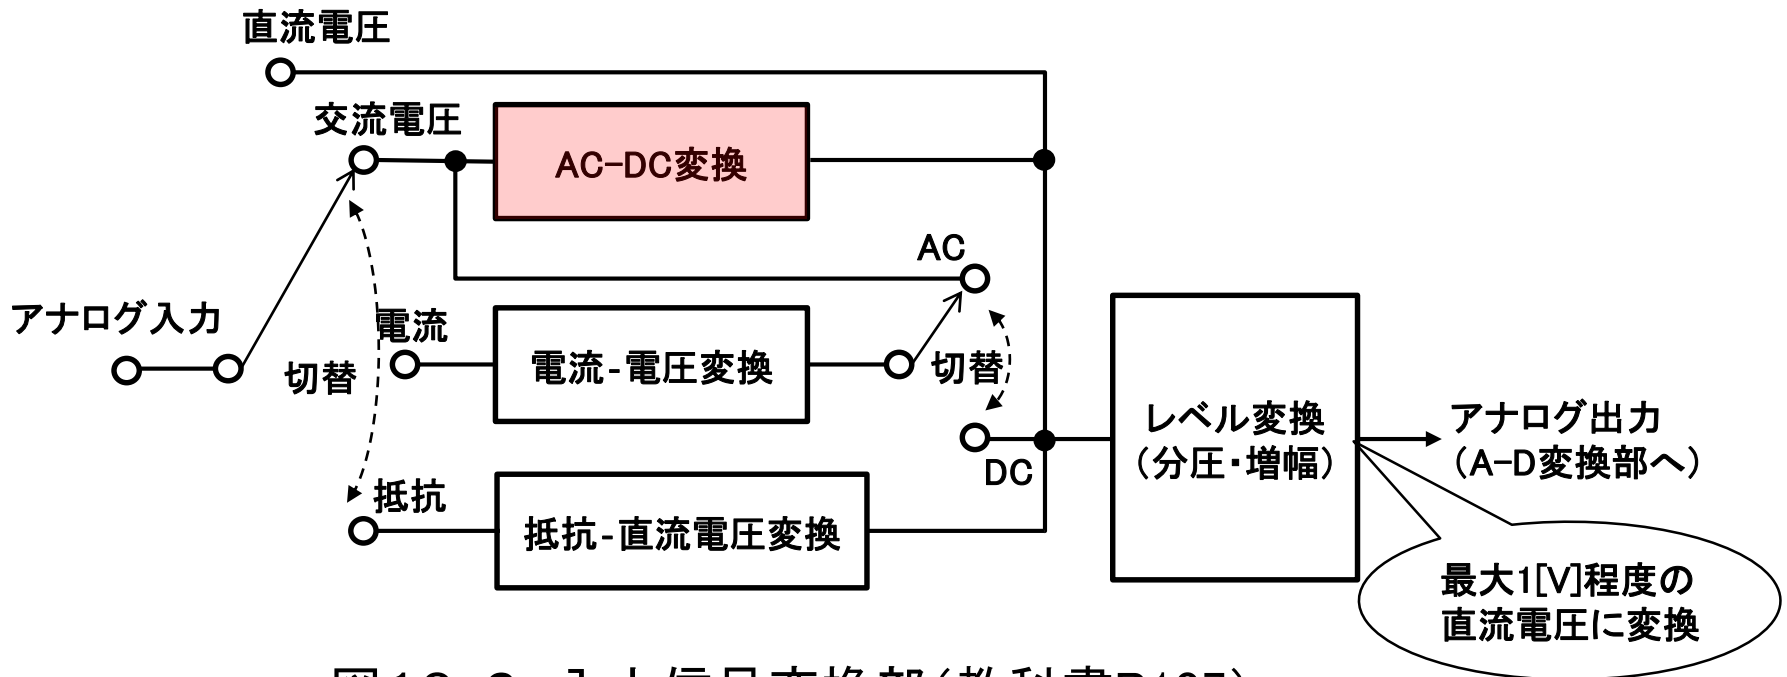 直流電圧
交流電圧
AC-DC変換
AC
アナログ入力
電流
切替
電流-電圧変換
切替
レベル変換
(分圧・増幅)
アナログ出力
(A-D変換部へ)
DC
抵抗
抵抗-直流電圧変換
最大1[V]程度の
直流電圧に変換